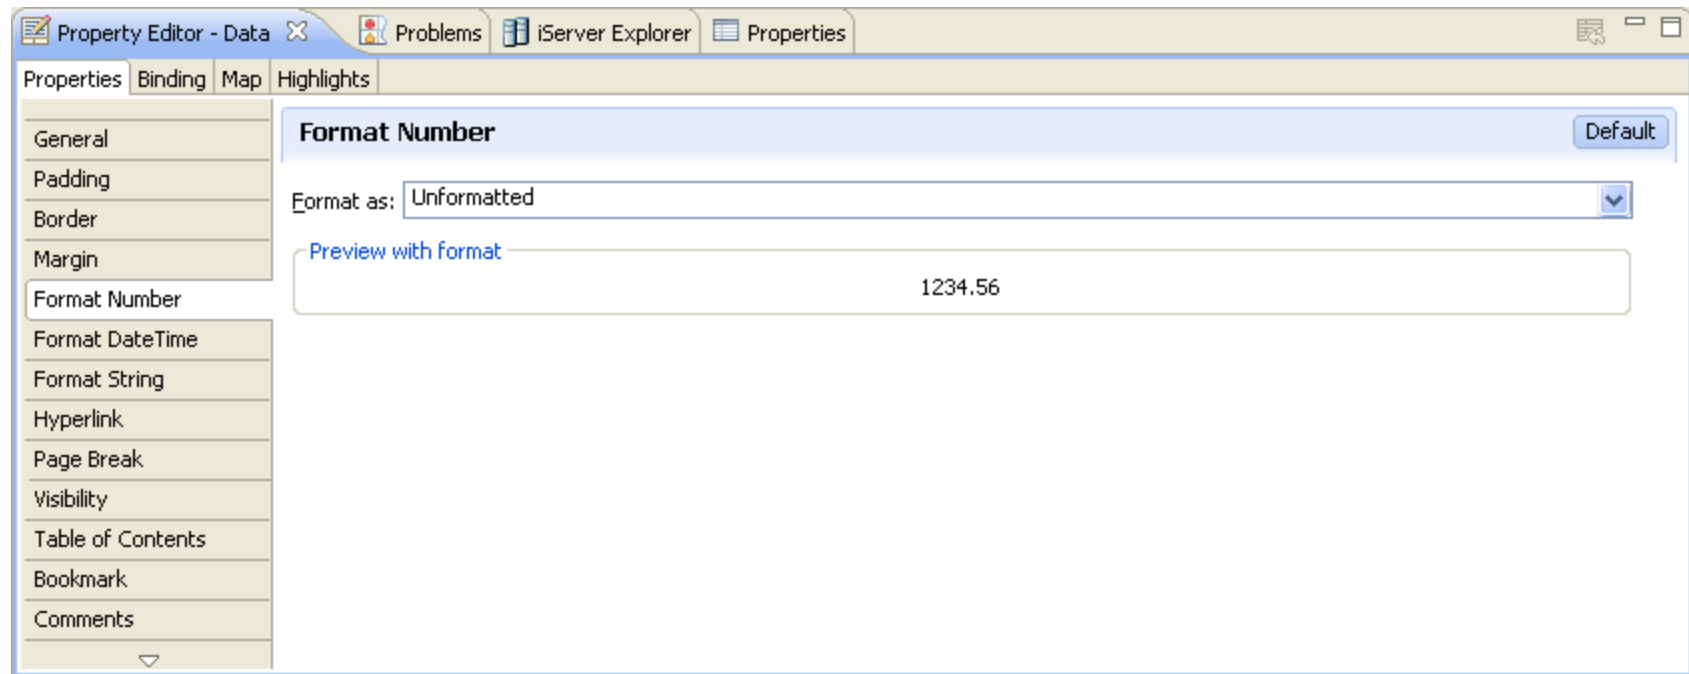 Property Editor - Data Problems iServer Explorer Properties
Properties Binding Map Highlights
General
Padding
Border
Margin
Format Number
Format DateTime
Format String
Hyperlink
Page Break
Visibility
Table of Contents
Bookmark
Comments
Format Number Default
Format as: Unformatted
Preview with format
1234.56